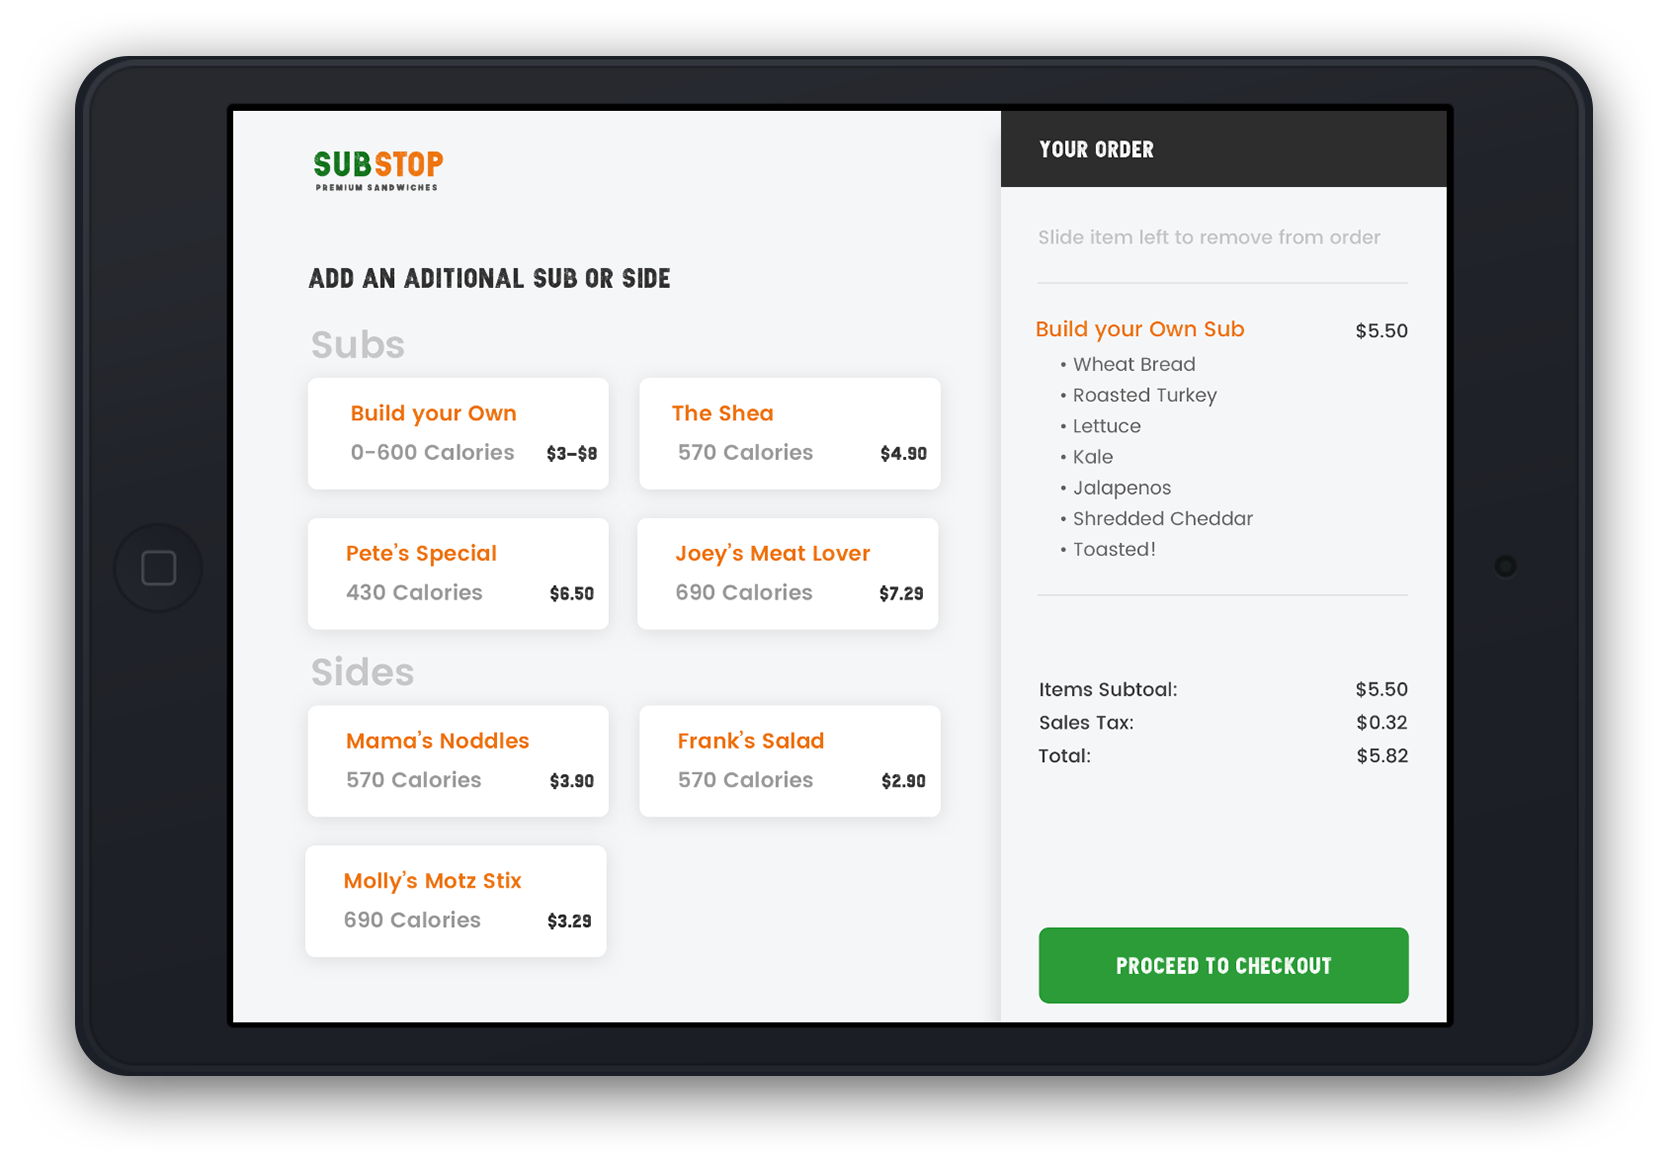 SUBSTOP
PREMIUM SANDWICHES
ADD AN ADITIONAL SUB OR SIDE
Subs
Build your Own
0-600 Calories $3-$8
The Shea
570 Calories $4.90
Pete's Special
430 Calories $6.50
Joey's Meat Lover
690 Calories $7.29
Sides
Mama's Noddles
570 Calories $3.90
Frank's Salad
570 Calories $2.90
Molly's Motz Stix
690 Calories $3.29
YOUR ORDER
Slide item left to remove from order
Build your Own Sub $5.50
• Wheat Bread
• Roasted Turkey
• Lettuce
• Kale
• Jalapenos
• Shredded Cheddar
• Toasted!
Items Subtoal: $5.50
Sales Tax: $0.32
Total: $5.82
PROCEED TO CHECKOUT